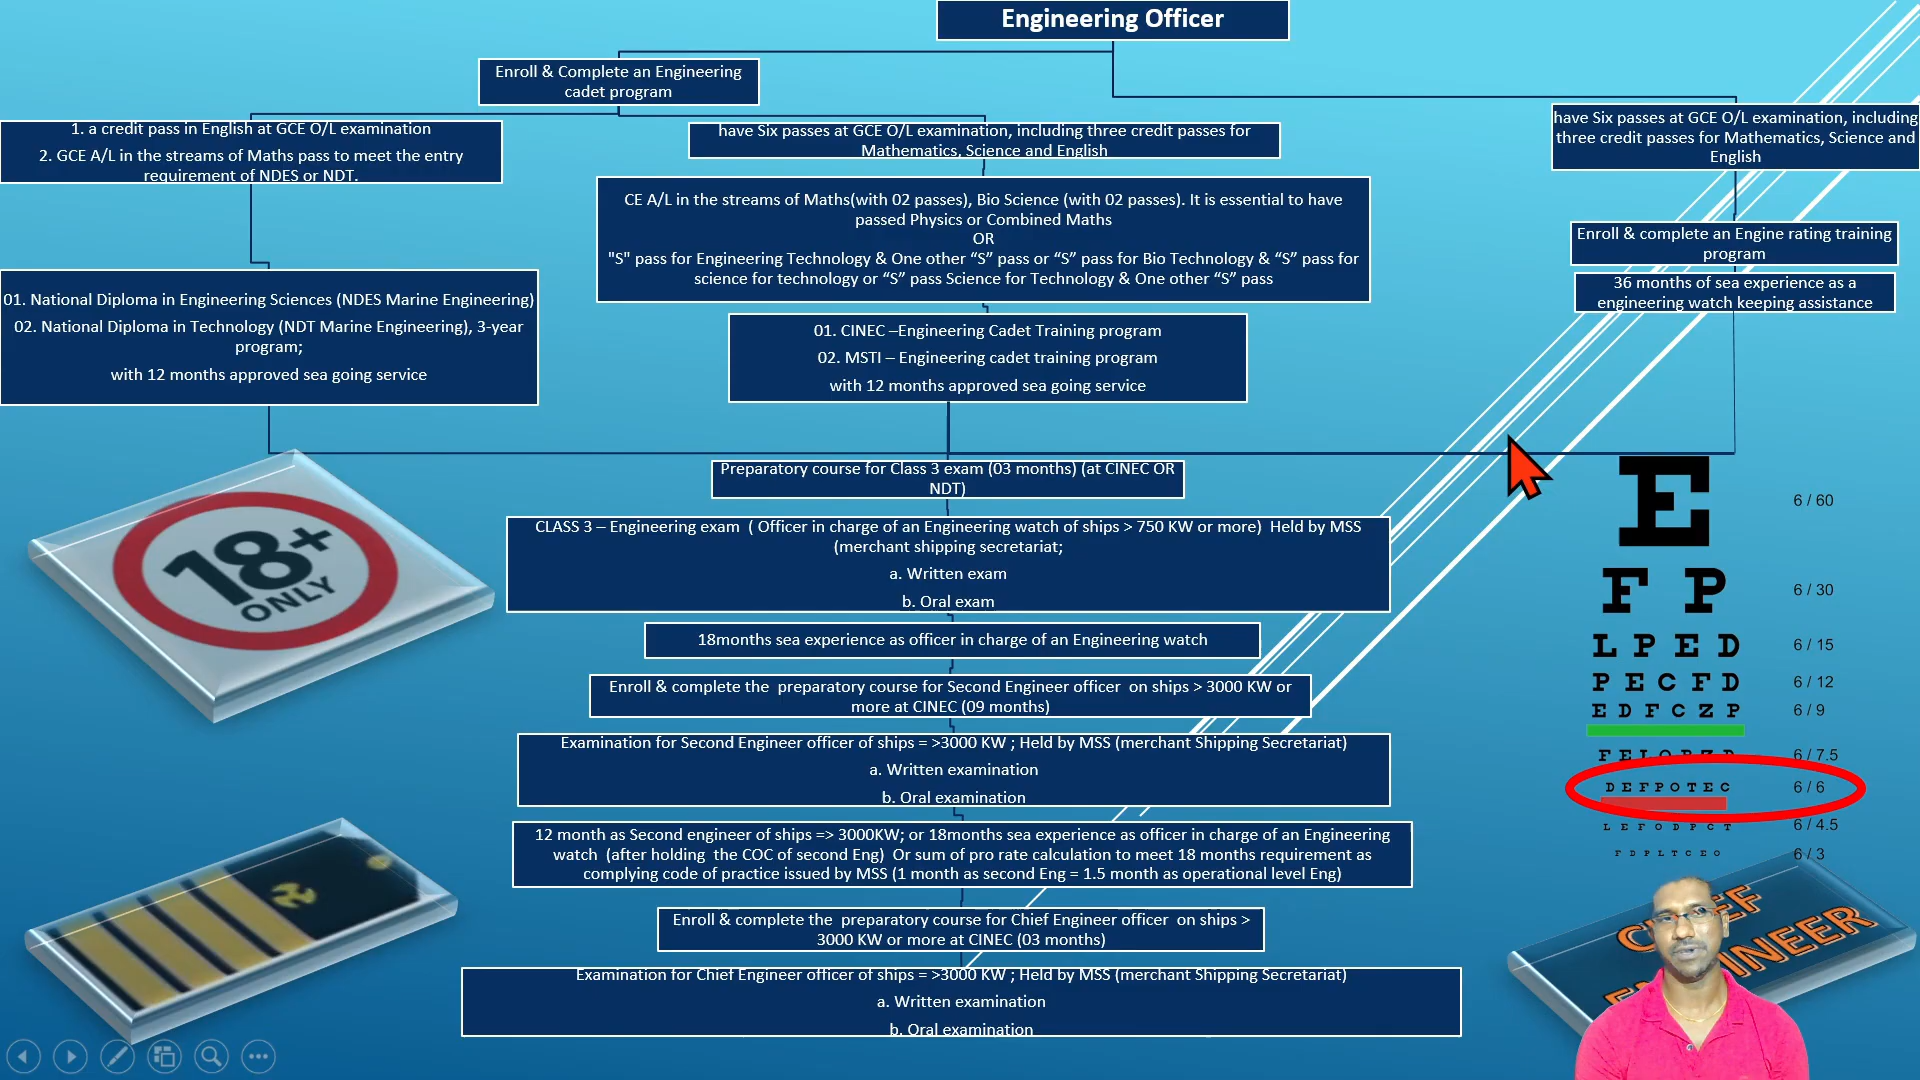 Engineering Officer
Enroll & Complete an Engineering
cadet program
1. a credit pass in English at GCE O/L examination
2. GCE A/L in the streams of Maths pass to meet the entry
requirement of NDES or NDT.
01. National Diploma in Engineering Sciences (NDES Marine Engineering)
02. National Diploma in Technology (NDT Marine Engineering), 3-year
program;
with 12 months approved sea going service
have Six passes at GCE O/L examination, including three credit passes for
Mathematics, Science and English
CE A/L in the streams of Maths(with 02 passes), Bio Science (with 02 passes). It is essential to have
passed Physics or Combined Maths
OR
"S" pass for Engineering Technology & One other “S” pass or “S” pass for Bio Technology & “S” pass for
science for technology or “S” pass Science for Technology & One other “S” pass
01. CINEC –Engineering Cadet Training program
02. MSTI – Engineering cadet training program
with 12 months approved sea going service
have Six passes at GCE O/L examination, including
three credit passes for Mathematics, Science and
English
Enroll & complete an Engine rating training
program
36 months of sea experience as a
engineering watch keeping assistance
Preparatory course for Class 3 exam (03 months) (at CINEC OR
NDT)
CLASS 3 – Engineering exam ( Officer in charge of an Engineering watch of ships > 750 KW or more) Held by MSS
(merchant shipping secretariat;
a. Written exam
b. Oral exam
18months sea experience as officer in charge of an Engineering watch
Enroll & complete the preparatory course for Second Engineer officer on ships > 3000 KW or
more at CINEC (09 months)
Examination for Second Engineer officer of ships = >3000 KW ; Held by MSS (merchant Shipping Secretariat)
a. Written examination
b. Oral examination
12 month as Second engineer of ships => 3000KW; or 18months sea experience as officer in charge of an Engineering
watch (after holding the COC of second Eng) Or sum of pro rate calculation to meet 18 months requirement as
complying code of practice issued by MSS (1 month as second Eng = 1.5 month as operational level Eng)
Enroll & complete the preparatory course for Chief Engineer officer on ships >
3000 KW or more at CINEC (03 months)
Examination for Chief Engineer officer of ships = >3000 KW ; Held by MSS (merchant Shipping Secretariat)
a. Written examination
b. Oral examination
18+
ONLY
E 6 / 60
F P 6 / 30
L P E D 6 / 15
P E C F D 6 / 12
E D F C Z P 6 / 9
F E L O P Z D 6 / 7.5
D E F P O T E C 6 / 6
L E F O D P C T 6 / 4.5
F D P L T C E O 6 / 3